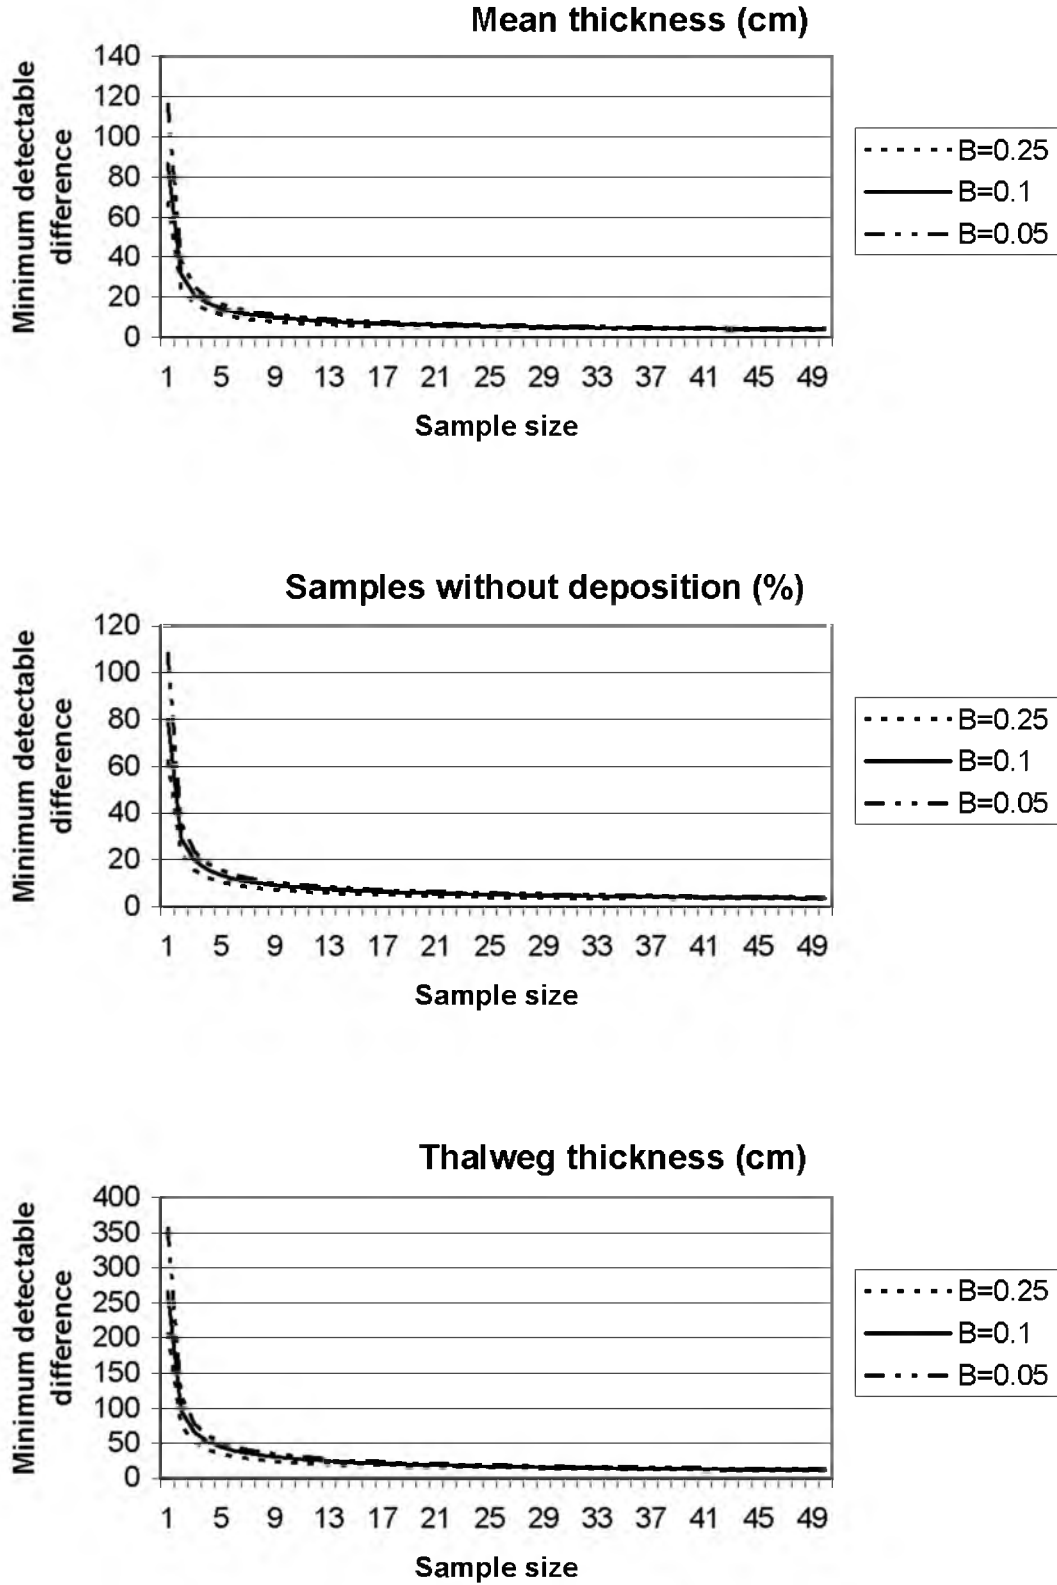 Mean thickness (cm)
Minimum detectable
difference
140
120
100
80
60
40
20
0
1 5 9 13 17 21 25 29 33 37 41 45 49
Sample size
B=0.25
B=0.1
B=0.05
Samples without deposition (%)
Minimum detectable
difference
120
100
80
60
40
20
0
1 5 9 13 17 21 25 29 33 37 41 45 49
Sample size
B=0.25
B=0.1
B=0.05
Thalweg thickness (cm)
Minimum detectable
difference
400
350
300
250
200
150
100
50
0
1 5 9 13 17 21 25 29 33 37 41 45 49
Sample size
B=0.25
B=0.1
B=0.05